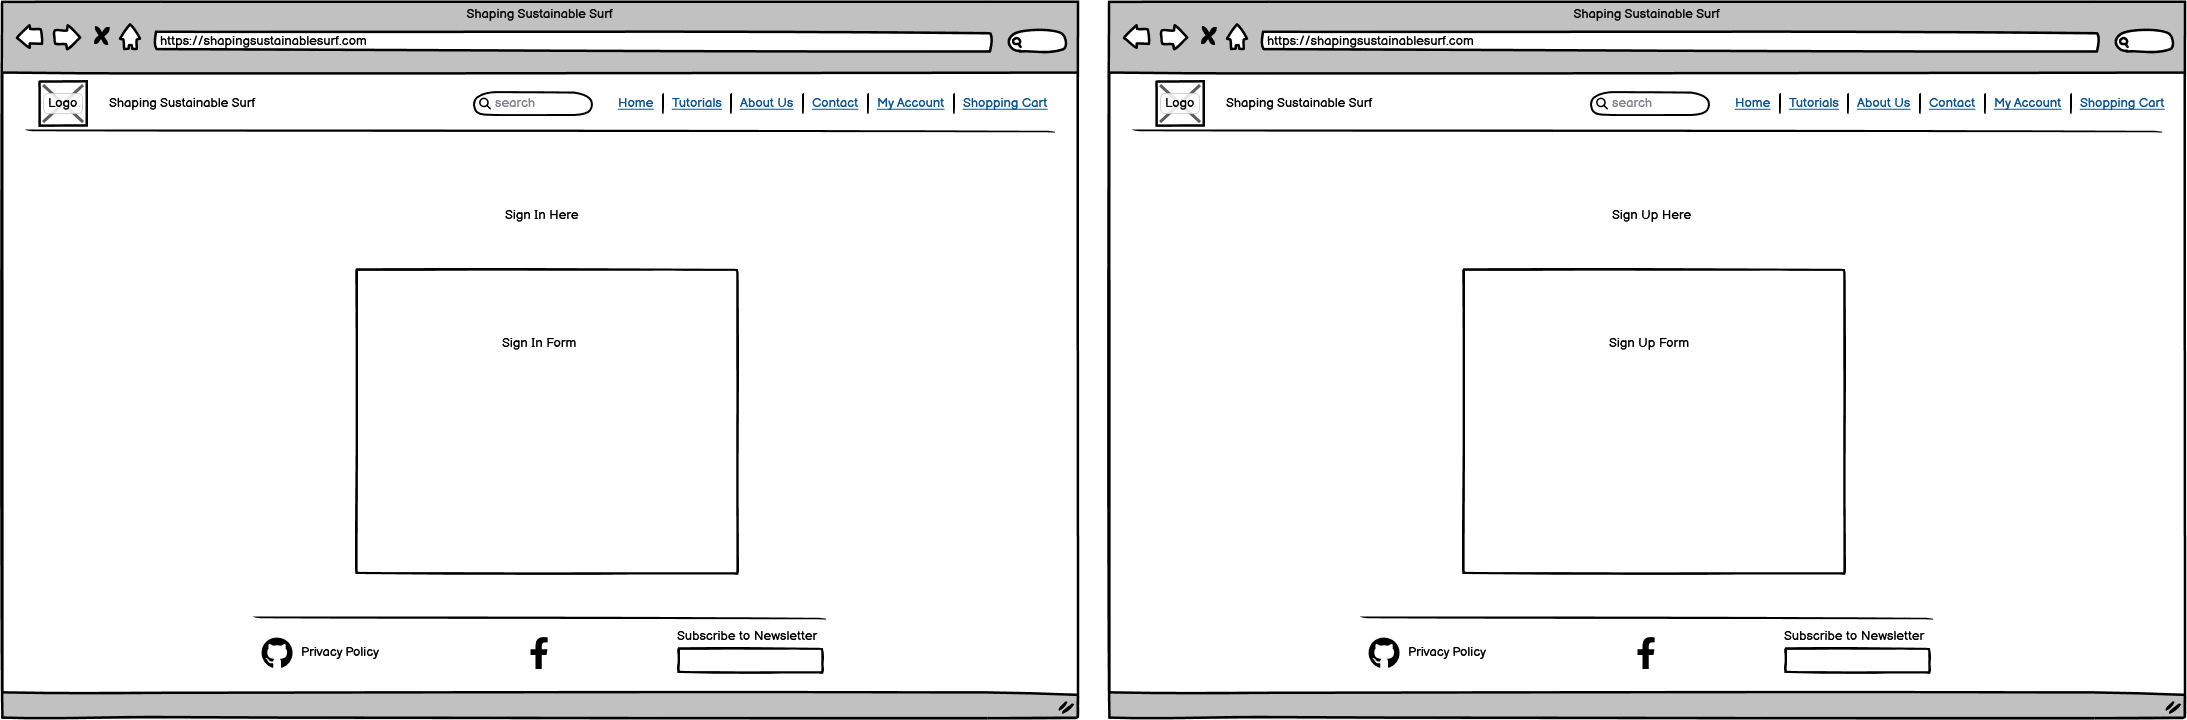 Shaping Sustainable Surf
https://shapingsustainablesurf.com
Logo Shaping Sustainable Surf search Home Tutorials About Us Contact My Account Shopping Cart
Sign In Here
Sign In Form
Subscribe to Newsletter
Privacy Policy
Shaping Sustainable Surf
https://shapingsustainablesurf.com
Logo Shaping Sustainable Surf search Home Tutorials About Us Contact My Account Shopping Cart
Sign Up Here
Sign Up Form
Subscribe to Newsletter
Privacy Policy